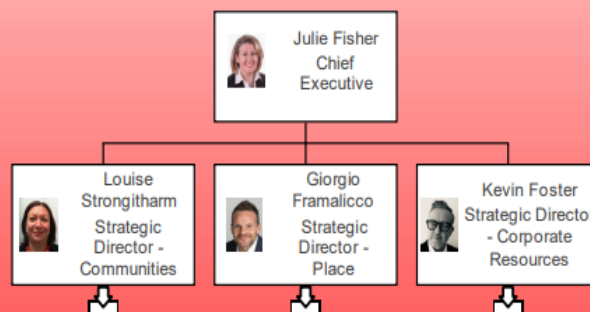 Julie Fisher
Chief
Executive
Louise
Strongitharm
Strategic
Director -
Communities
Giorgio
Framalicco
Strategic
Director -
Place
Kevin Foster
Strategic Director
- Corporate
Resources